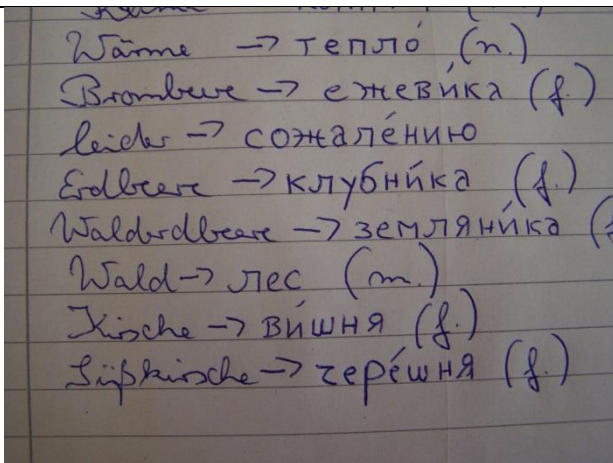 Wärme → тепло́ (n.)
Brombeere → ежеви́ка (f.)
leider → сожале́нию
Erdbeere → клубни́ка (f.)
Walderdbeere → земляни́ка (f
Wald → лес (m.)
Kirsche → ви́шня (f.)
Süßkirsche → чере́шня (f.)